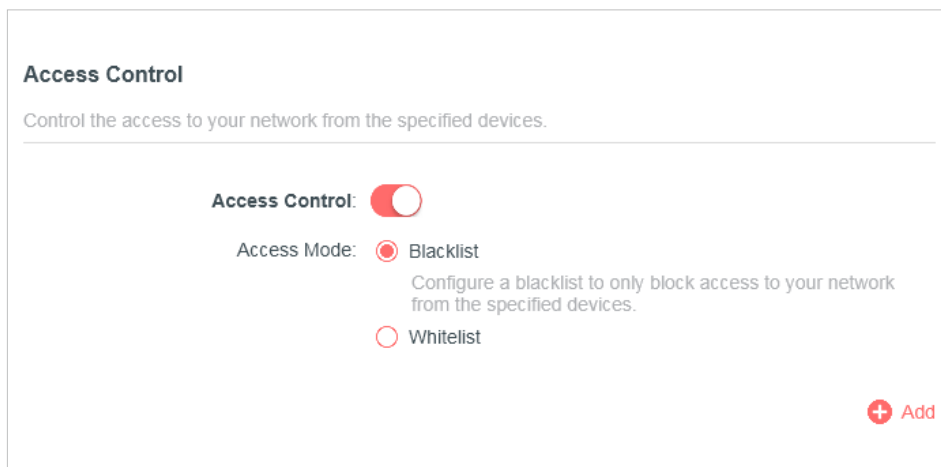 Access Control
Control the access to your network from the specified devices.
Access Control:
Access Mode: Blacklist
Configure a blacklist to only block access to your network
from the specified devices.
Whitelist
Add